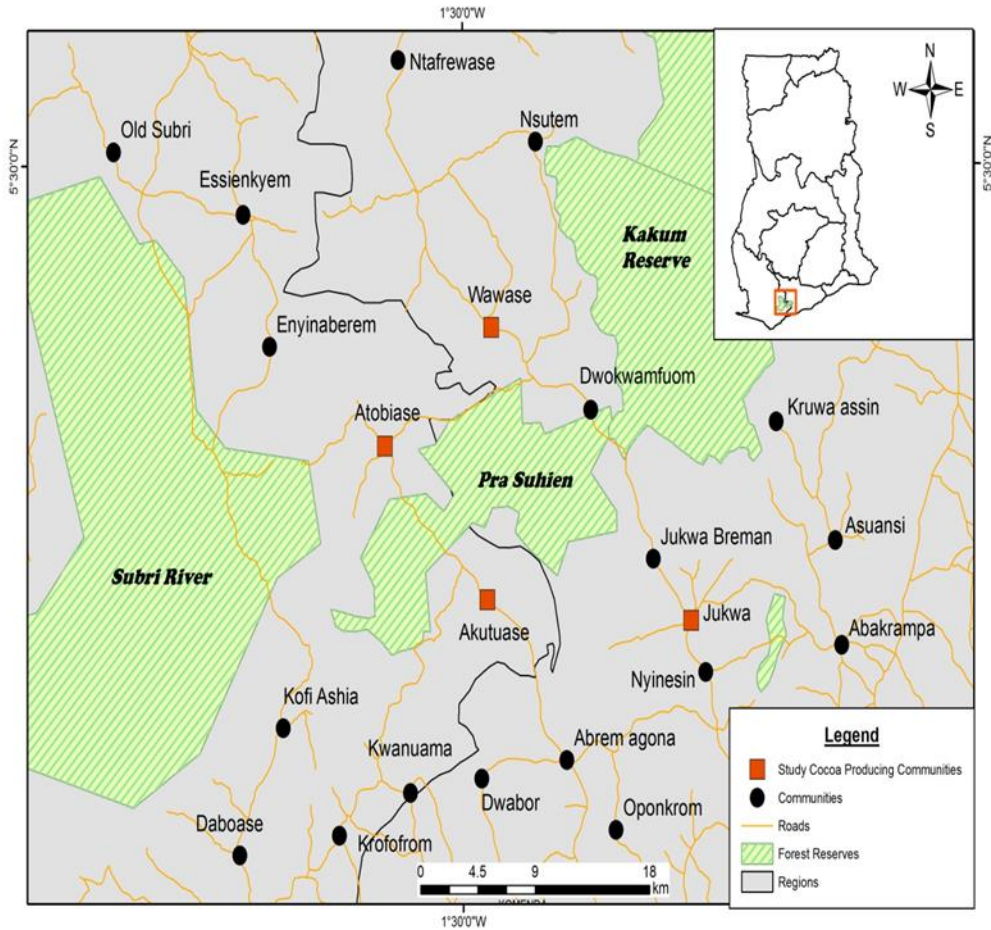 1°30'0"W
N
W E
S
Ntafrewase
Nsutem
Old Subri
5°30'0"N
5°30'0"N
Essienkyem
Kakum
Reserve
Wawase
Enyinaberem
Dwokwamfuom
Atobiase
Kruwa assin
Pra Suhien
Asuansi
Jukwa Breman
Subri River
Akutuase
Jukwa
Abakrampa
Nyinesin
Kofi Ashia
Kwanuama
Abrem agona
Dwabor
Oponkrom
Daboase
Krofofrom
Legend
Study Cocoa Producing Communities
Communities
Roads
Forest Reserves
Regions
0 4.5 9 18
km
1°30'0"W